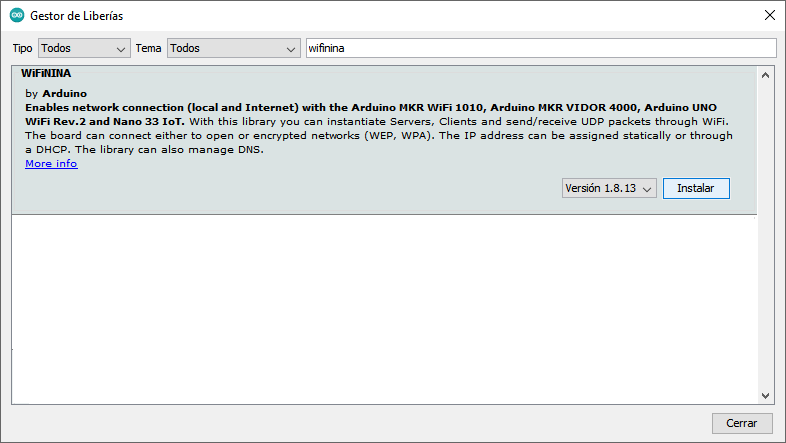 Gestor de Liberías
Tipo Todos Tema Todos wifinina
WiFiNINA
by Arduino
Enables network connection (local and Internet) with the Arduino MKR WiFi 1010, Arduino MKR VIDOR 4000, Arduino UNO
WiFi Rev.2 and Nano 33 IoT. With this library you can instantiate Servers, Clients and send/receive UDP packets through WiFi.
The board can connect either to open or encrypted networks (WEP, WPA). The IP address can be assigned statically or through
a DHCP. The library can also manage DNS.
More info
Versión 1.8.13 Instalar
Cerrar